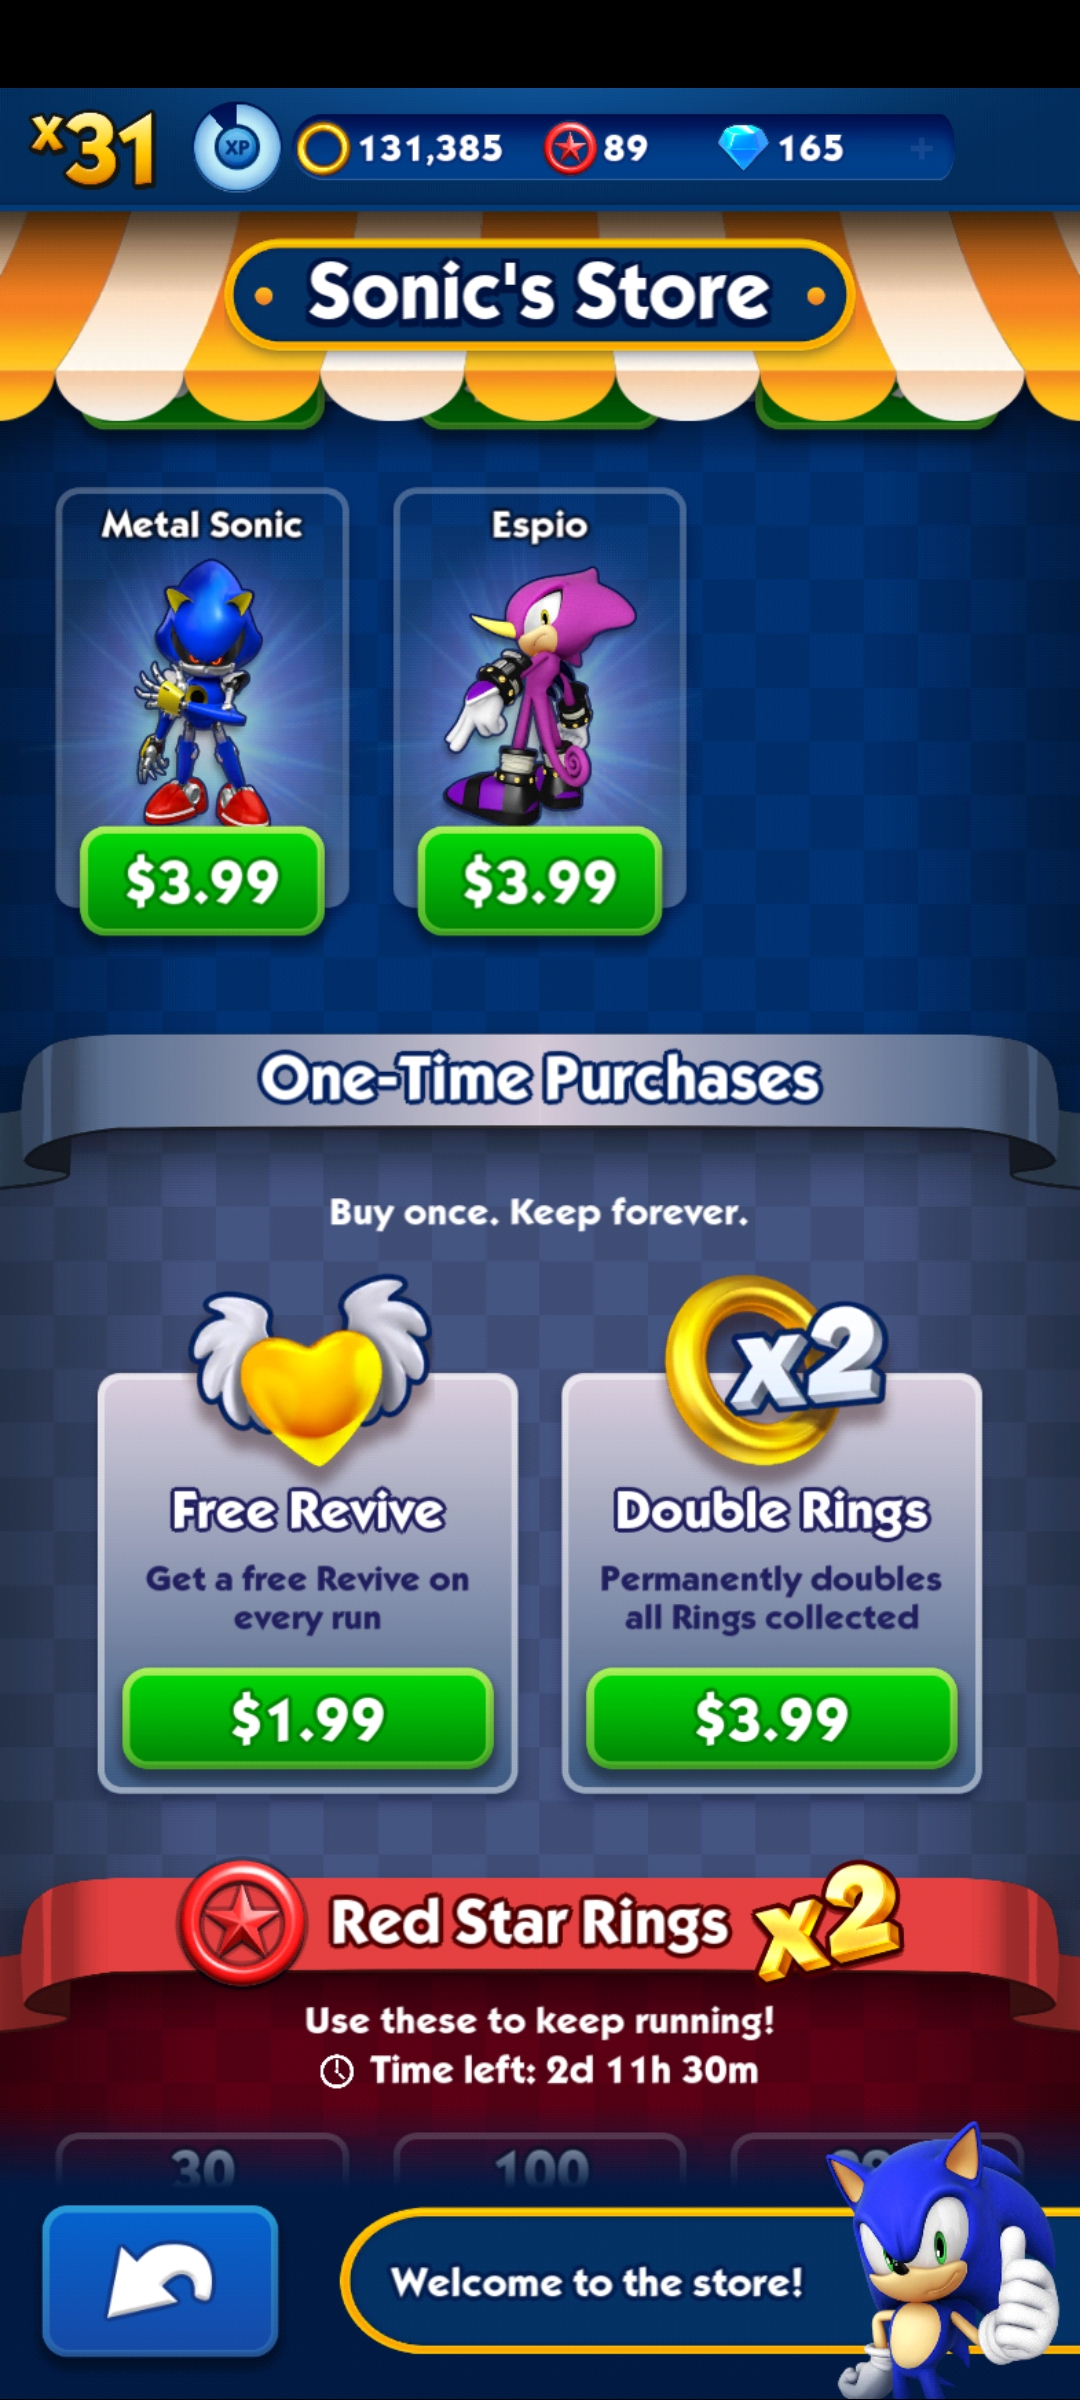 x31 XP 131,385 89 165 +
Sonic's Store
Metal Sonic Espio
$3.99 $3.99
One-Time Purchases
Buy once. Keep forever.
x2
Free Revive Double Rings
Get a free Revive on
every run
Permanently doubles
all Rings collected
$1.99 $3.99
Red Star Rings x2
Use these to keep running!
Time left: 2d 11h 30m
30 100
Welcome to the store!